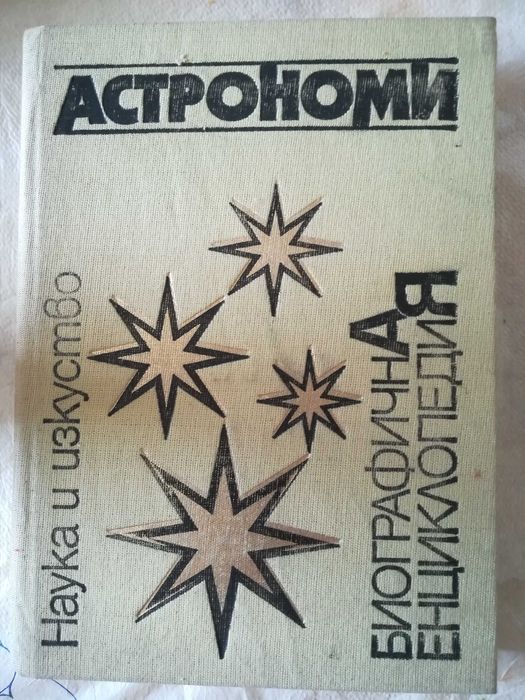 АСТРОНОМИ
БИОГРАФИЧНА
ЕНЦИКЛОПЕДИЯ
Наука и изкуство